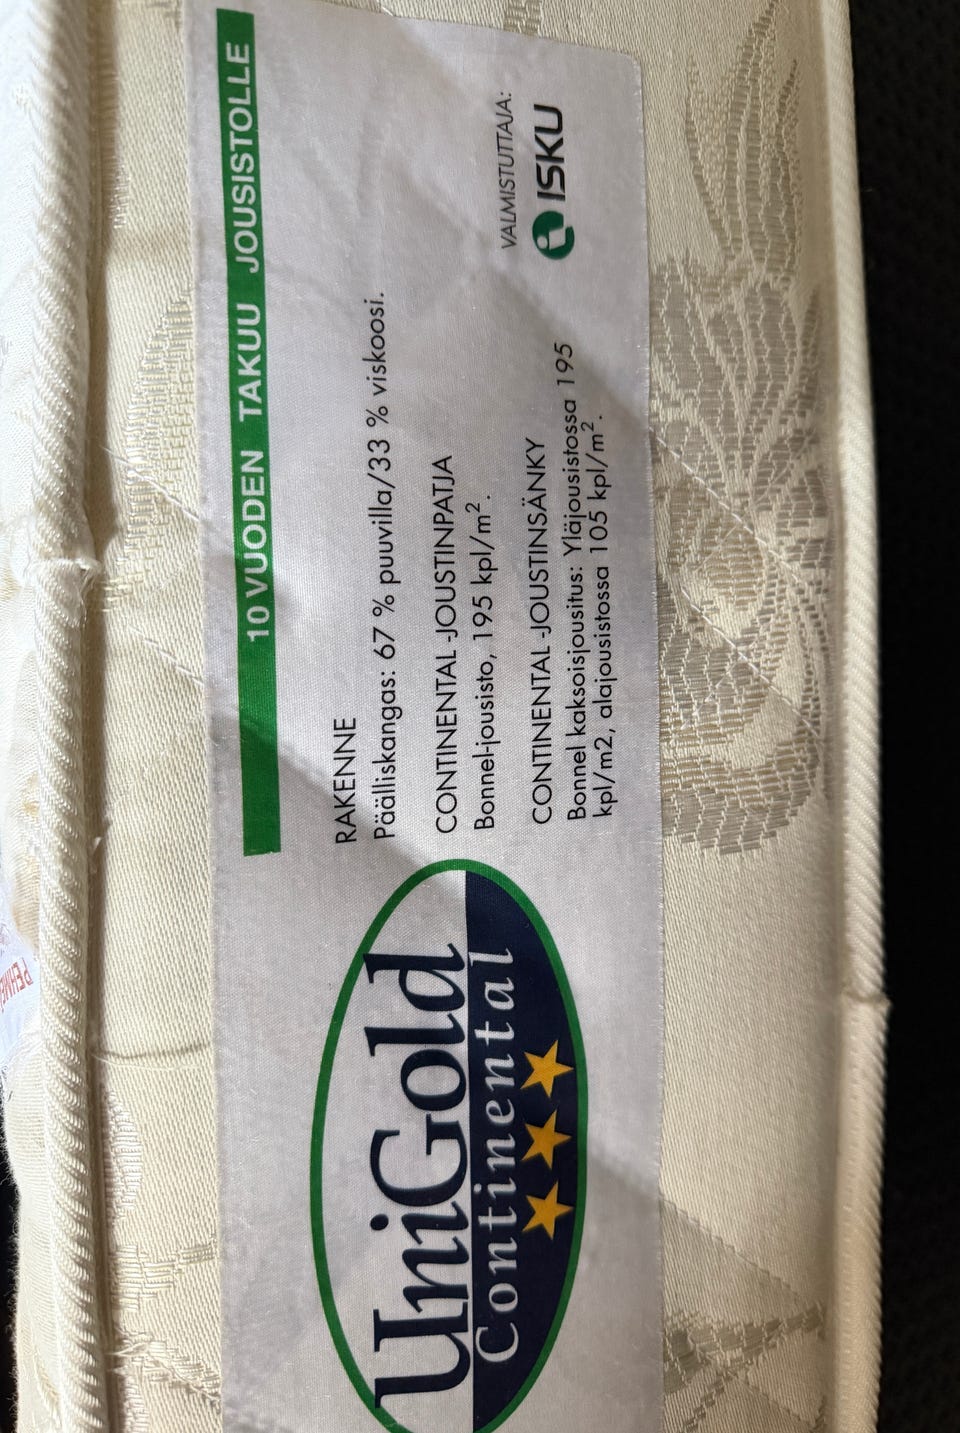 10 VUODEN TAKUU JOUSISTOLLE
UniGold
Continental
RAKENNE
Päälliskangas: 67 % puuvilla/33 % viskoosi.
CONTINENTAL -JOUSTINPATJA
Bonnel-jousisto, 195 kpl/m².
CONTINENTAL -JOUSTINSÄNKY
Bonnel kaksoisjousitus: Yläjousistossa 195
kpl/m2, alajousistossa 105 kpl/m².
VALMISTUTTAJA:
ISKU